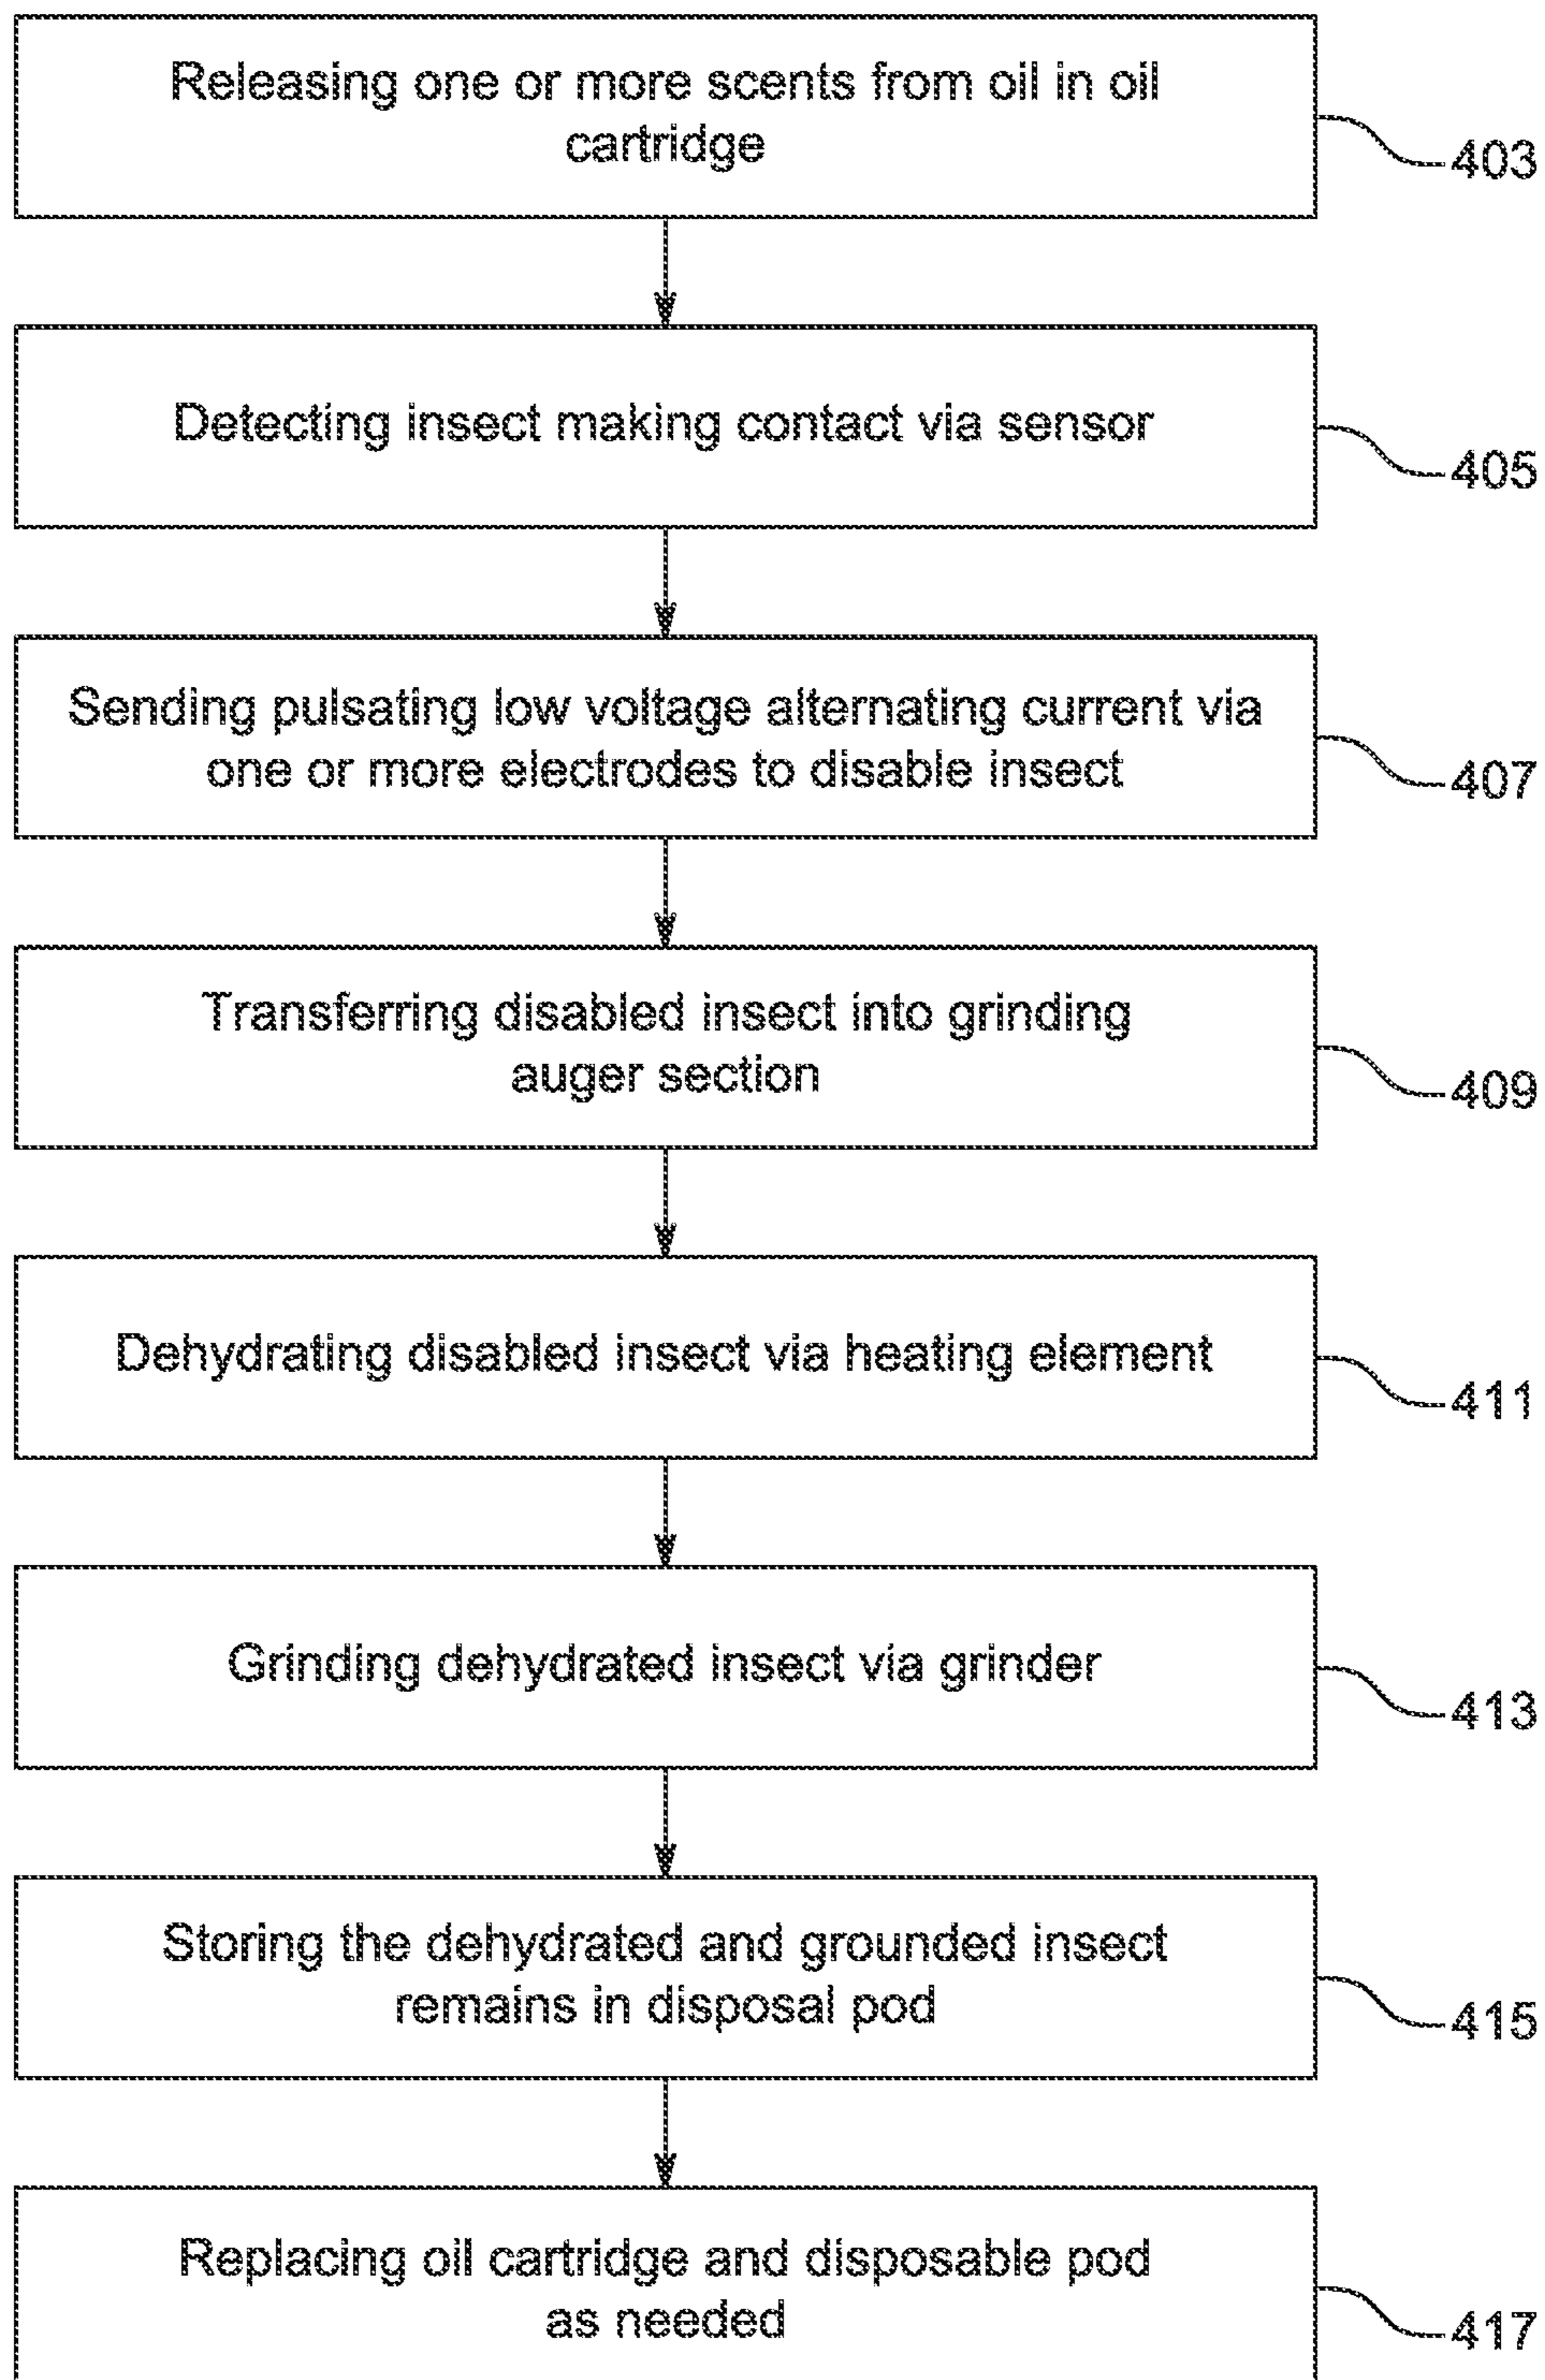 Releasing one or more scents from oil in oil
cartridge
403
Detecting insect making contact via sensor
405
Sending pulsating low voltage alternating current via
one or more electrodes to disable insect
407
Transferring disabled insect into grinding
auger section
409
Dehydrating disabled insect via heating element
411
Grinding dehydrated insect via grinder
413
Storing the dehydrated and grounded insect
remains in disposal pod
415
Replacing oil cartridge and disposable pod
as needed
417